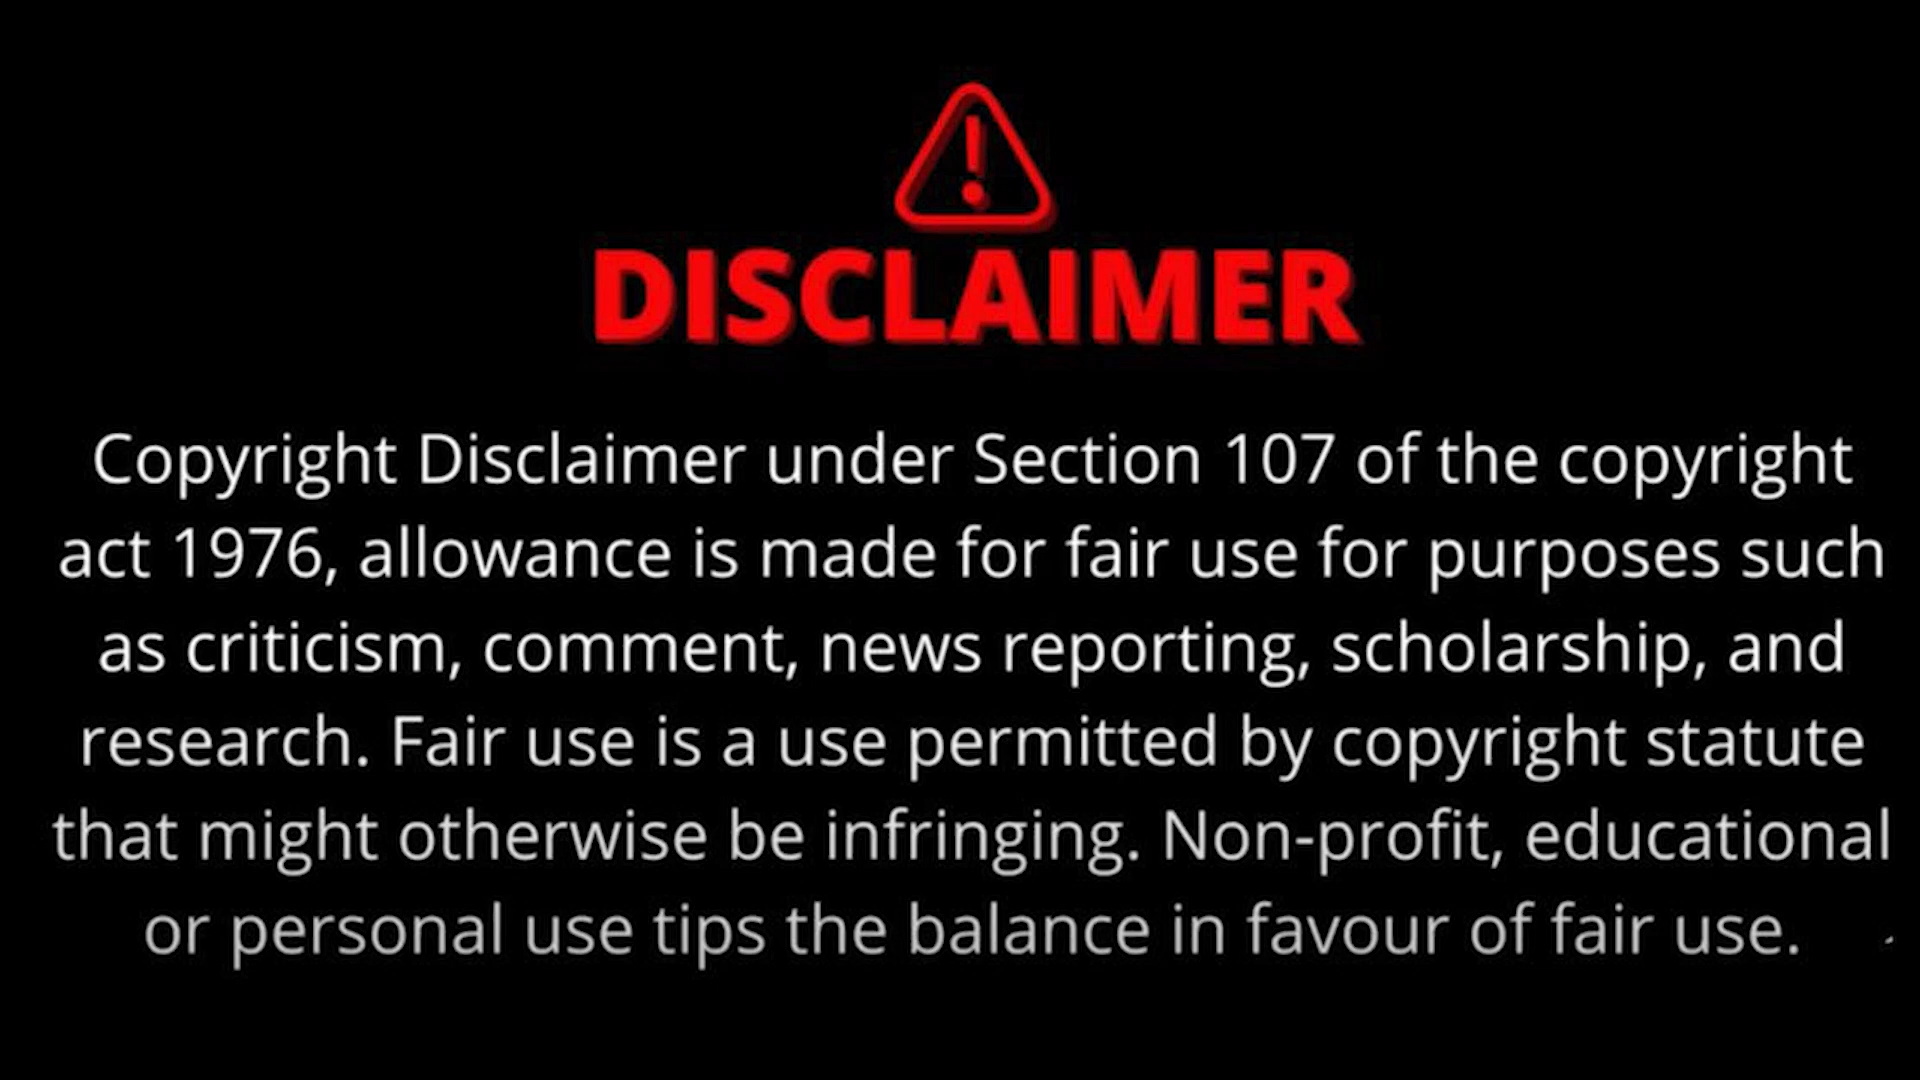 DISCLAIMER
Copyright Disclaimer under Section 107 of the copyright
act 1976, allowance is made for fair use for purposes such
as criticism, comment, news reporting, scholarship, and
research. Fair use is a use permitted by copyright statute
that might otherwise be infringing. Non-profit, educational
or personal use tips the balance in favour of fair use.